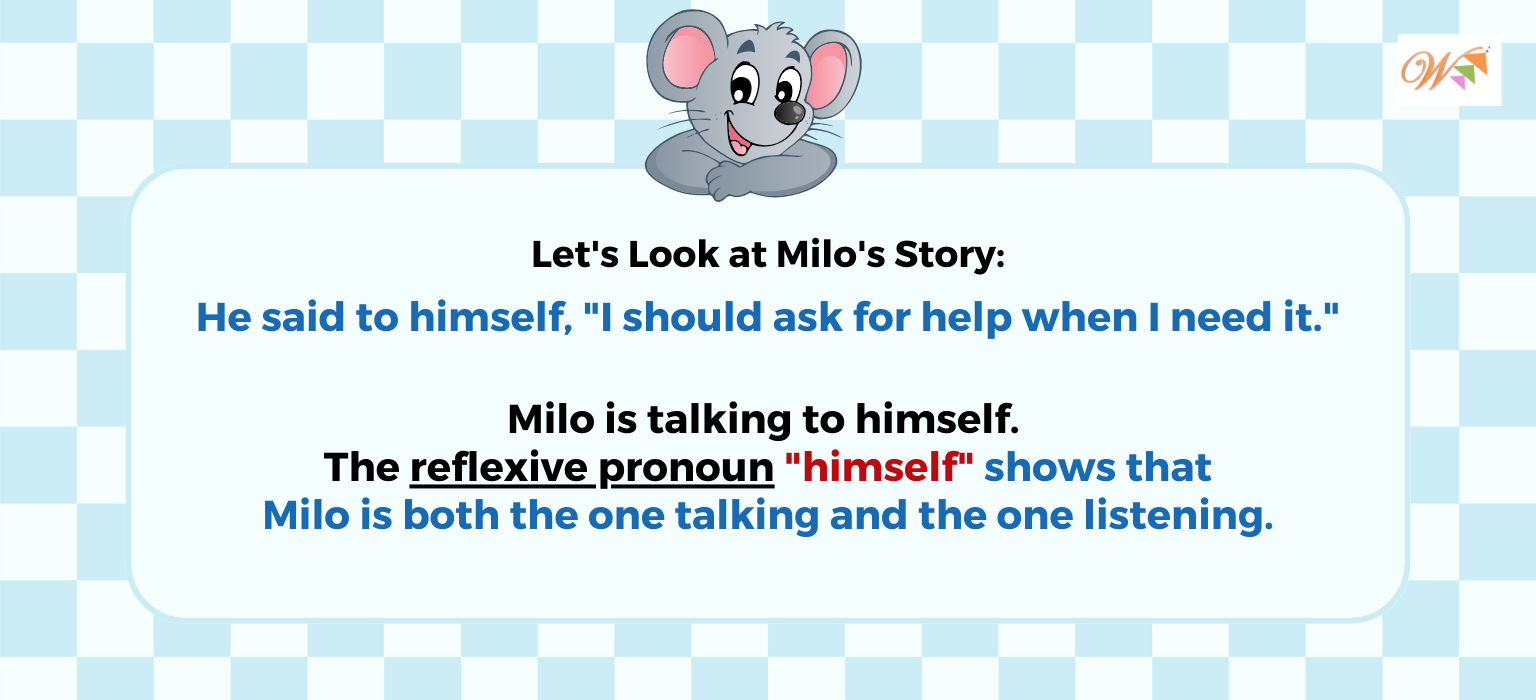 W
Let's Look at Milo's Story:
He said to himself, "I should ask for help when I need it."
Milo is talking to himself.
The reflexive pronoun "himself" shows that
Milo is both the one talking and the one listening.